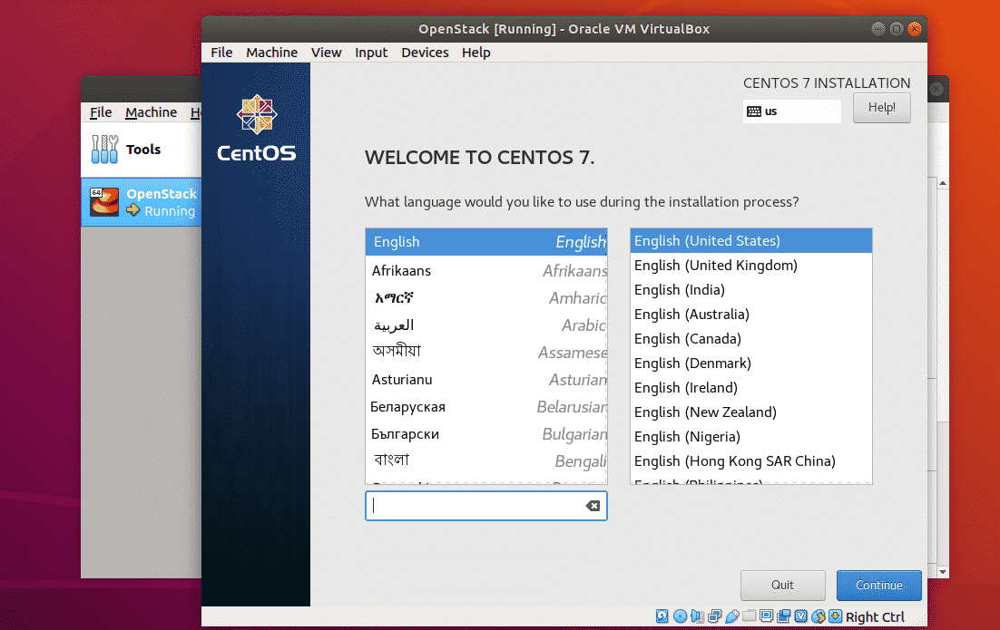 OpenStack [Running] - Oracle VM VirtualBox
File Machine View Input Devices Help
CENTOS 7 INSTALLATION
us
Help!
CentOS
WELCOME TO CENTOS 7.
What language would you like to use during the installation process?
English English
Afrikaans Afrikaans
አማርኛ Amharic
العربية Arabic
অসমীয়া Assamese
Asturianu Asturian
Беларуская Belarusian
Български Bulgarian
বাংলা Bengali
English (United States)
English (United Kingdom)
English (India)
English (Australia)
English (Canada)
English (Denmark)
English (Ireland)
English (New Zealand)
English (Nigeria)
English (Hong Kong SAR China)
English (Philippines)
Quit
Continue
Right Ctrl
File Machine
Tools
64
OpenStack
Running